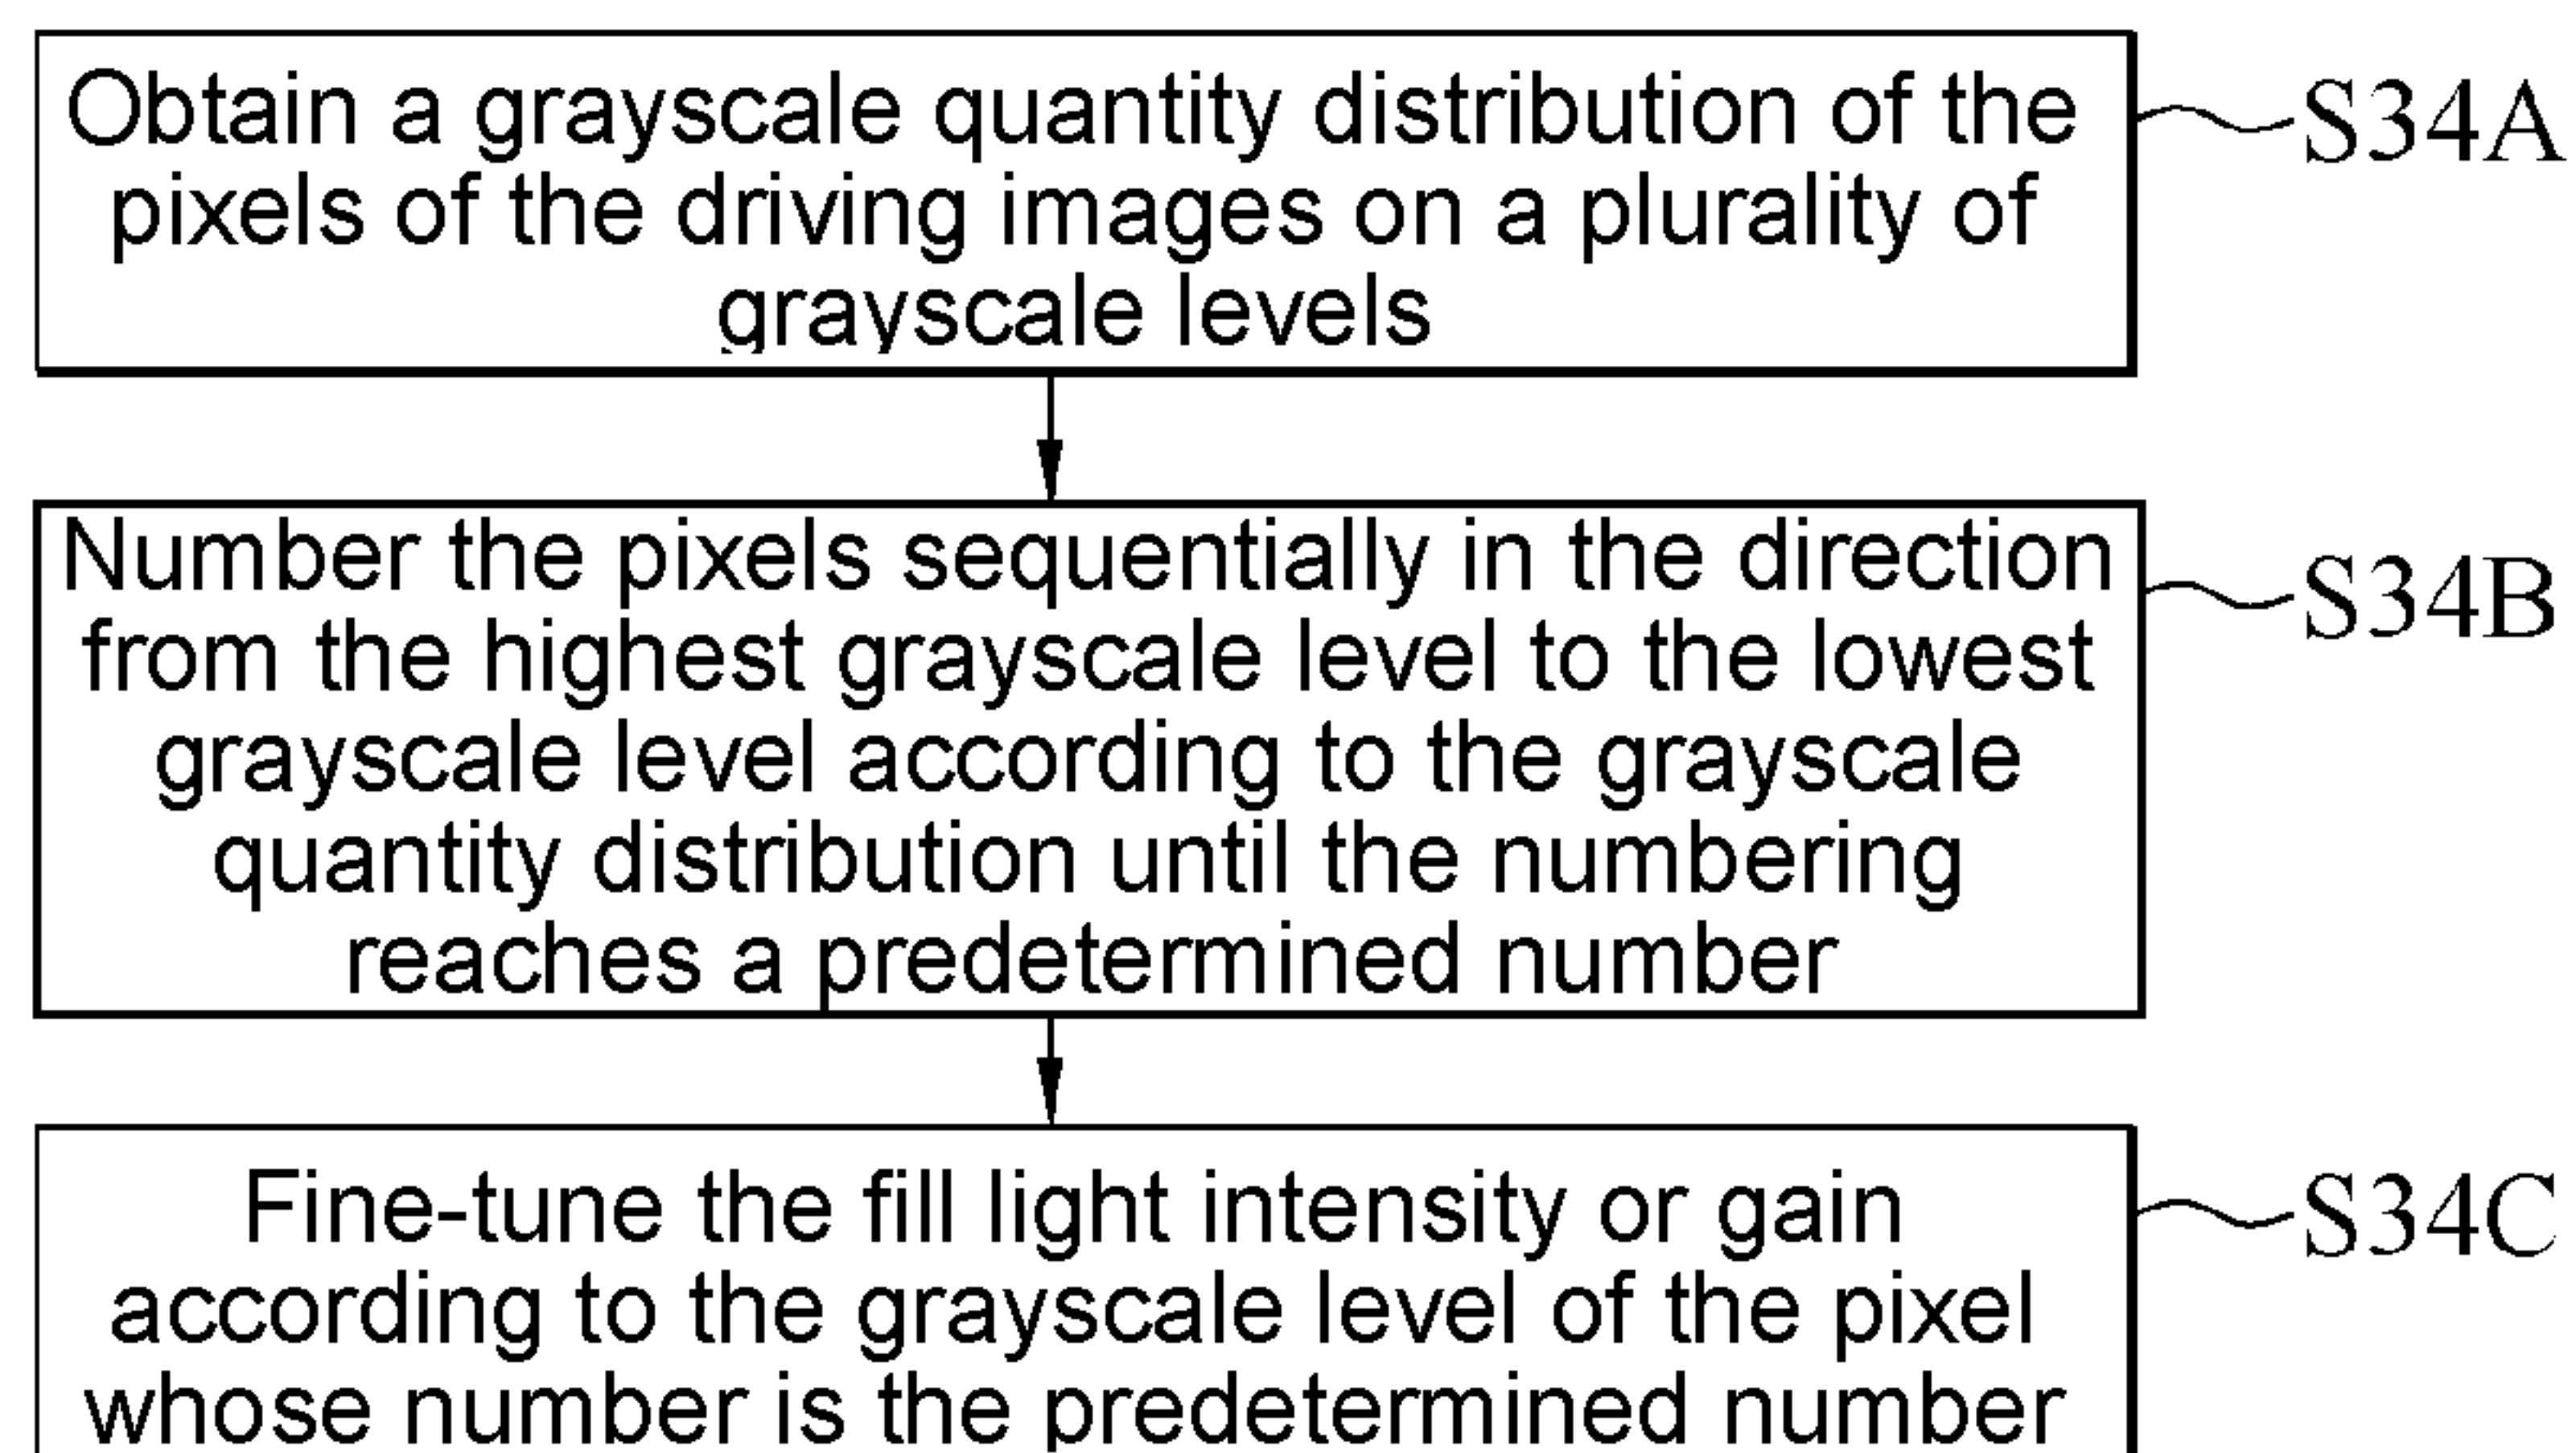 Obtain a grayscale quantity distribution of the
pixels of the driving images on a plurality of
grayscale levels
S34A
Number the pixels sequentially in the direction
from the highest grayscale level to the lowest
grayscale level according to the grayscale
quantity distribution until the numbering
reaches a predetermined number
S34B
Fine-tune the fill light intensity or gain
according to the grayscale level of the pixel
whose number is the predetermined number
S34C